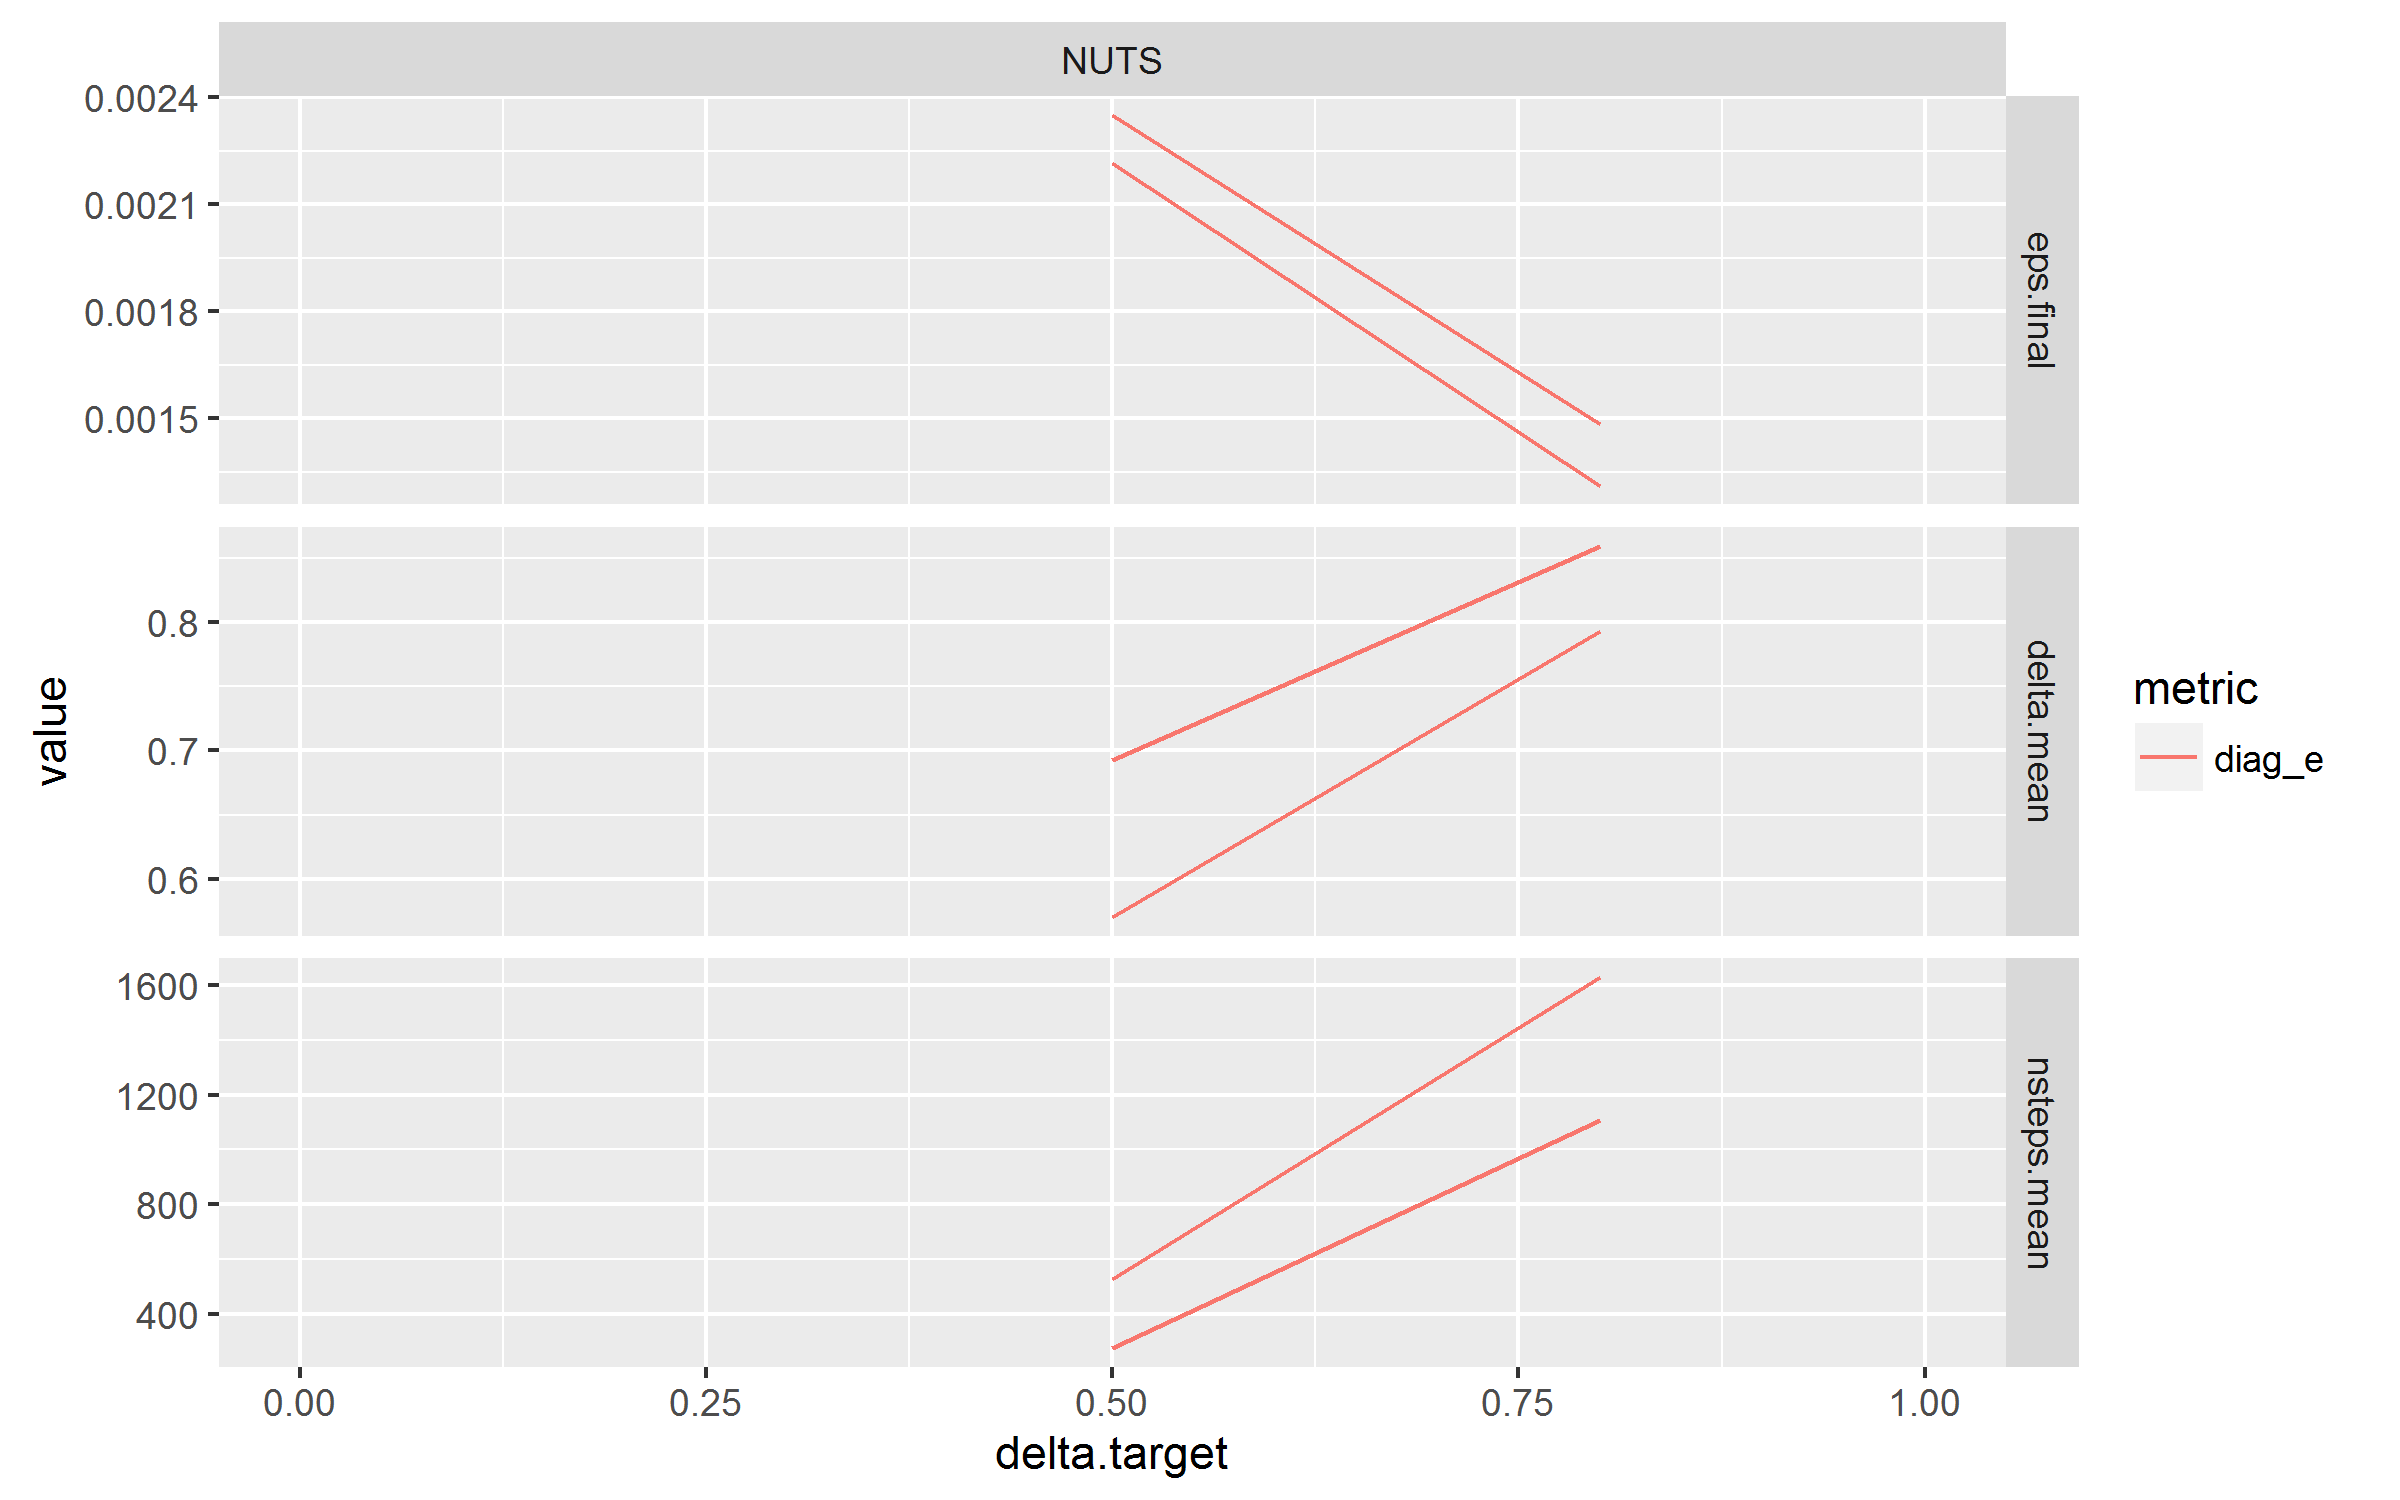 NUTS
0.0024
0.0021
0.0018
0.0015
eps.final
0.8
0.7
0.6
delta.mean
1600
1200
800
400
nsteps.mean
value
0.00 0.25 0.50 0.75 1.00
delta.target
metric
diag_e